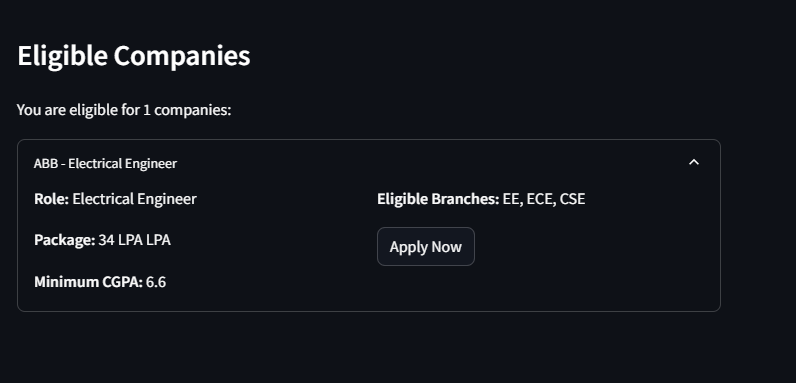 Eligible Companies
You are eligible for 1 companies:
ABB - Electrical Engineer
Role: Electrical Engineer
Package: 34 LPA LPA
Minimum CGPA: 6.6
Eligible Branches: EE, ECE, CSE
Apply Now